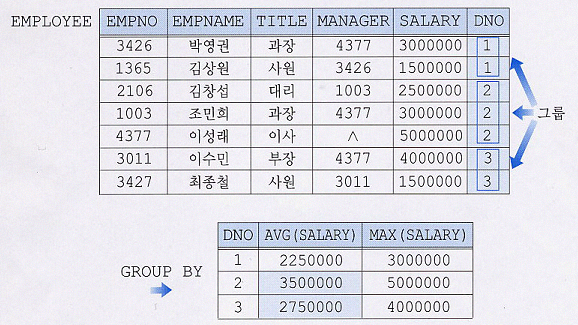 EMPLOYEE EMPNO EMPNAME TITLE MANAGER SALARY DNO
3426 박영권 과장 4377 3000000 1
1365 김상원 사원 3426 1500000 1
2106 김창섭 대리 1003 2500000 2
1003 조민희 과장 4377 3000000 2 그룹
4377 이성래 이사 ∧ 5000000 2
3011 이수민 부장 4377 4000000 3
3427 최종철 사원 3011 1500000 3
DNO AVG(SALARY) MAX(SALARY)
1 2250000 3000000
GROUP BY 2 3500000 5000000
3 2750000 4000000